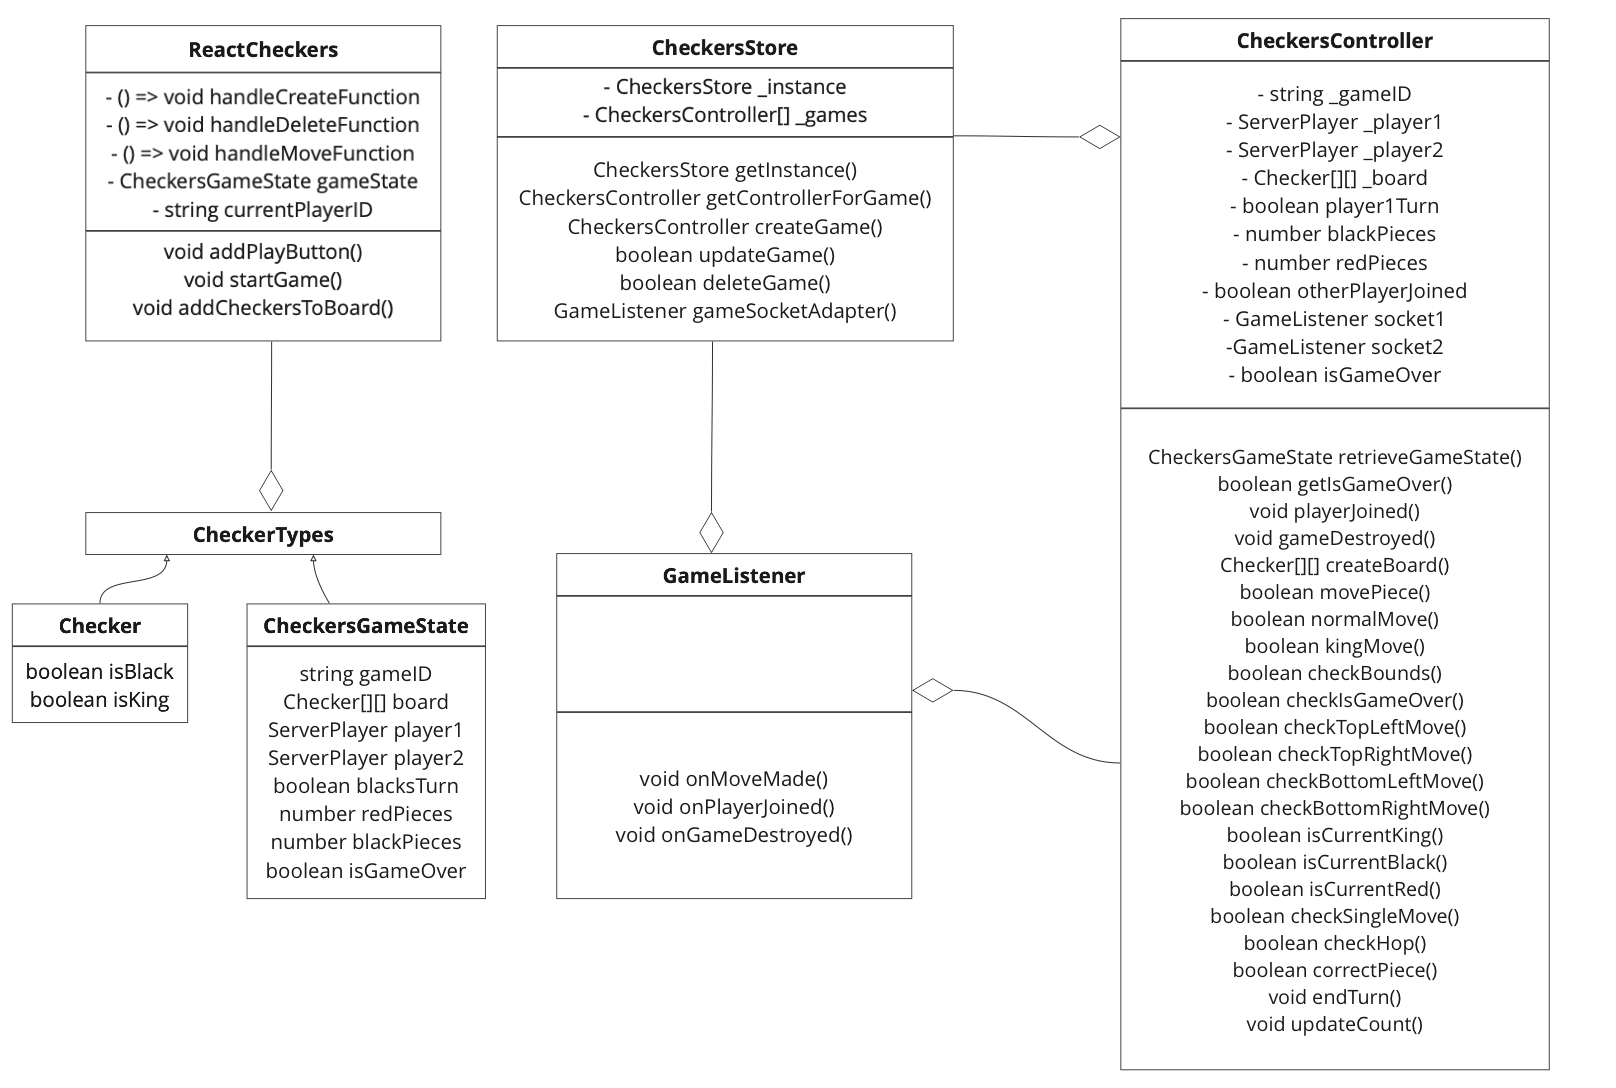 ReactCheckers
- () => void handleCreateFunction
- () => void handleDeleteFunction
- () => void handleMoveFunction
- CheckersGameState gameState
- string currentPlayerID
void addPlayButton()
void startGame()
void addCheckersToBoard()
CheckersStore
- CheckersStore _instance
- CheckersController[] _games
CheckersStore getInstance()
CheckersController getControllerForGame()
CheckersController createGame()
boolean updateGame()
boolean deleteGame()
GameListener gameSocketAdapter()
CheckersController
- string _gameID
- ServerPlayer _player1
- ServerPlayer _player2
- Checker[][] _board
- boolean player1Turn
- number blackPieces
- number redPieces
- boolean otherPlayerJoined
- GameListener socket1
-GameListener socket2
- boolean isGameOver
CheckersGameState retrieveGameState()
boolean getIsGameOver()
void playerJoined()
void gameDestroyed()
Checker[][] createBoard()
boolean movePiece()
boolean normalMove()
boolean kingMove()
boolean checkBounds()
boolean checkIsGameOver()
boolean checkTopLeftMove()
boolean checkTopRightMove()
boolean checkBottomLeftMove()
boolean checkBottomRightMove()
boolean isCurrentKing()
boolean isCurrentBlack()
boolean isCurrentRed()
boolean checkSingleMove()
boolean checkHop()
boolean correctPiece()
void endTurn()
void updateCount()
CheckerTypes
Checker
boolean isBlack
boolean isKing
CheckersGameState
string gameID
Checker[][] board
ServerPlayer player1
ServerPlayer player2
boolean blacksTurn
number redPieces
number blackPieces
boolean isGameOver
GameListener
void onMoveMade()
void onPlayerJoined()
void onGameDestroyed()